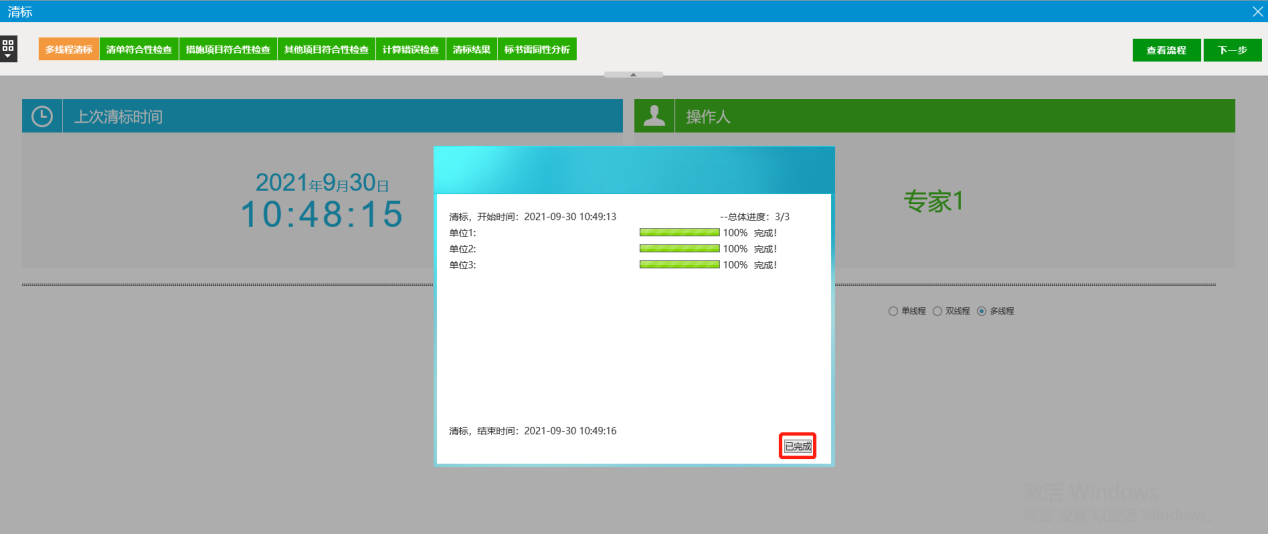 清标
多线程清标 清单符合性检查 措施项目符合性检查 其他项目符合性检查 计算错误检查 清标结果 标书雷同性分析
查看流程 下一步
上次清标时间
操作人
2021年9月30日
10:48:15
专家1
清标，开始时间：2021-09-30 10:49:13 --总体进度：3/3
单位1: 100% 完成!
单位2: 100% 完成!
单位3: 100% 完成!
单线程 双线程 多线程
清标，结束时间：2021-09-30 10:49:16
已完成
激活 Windows